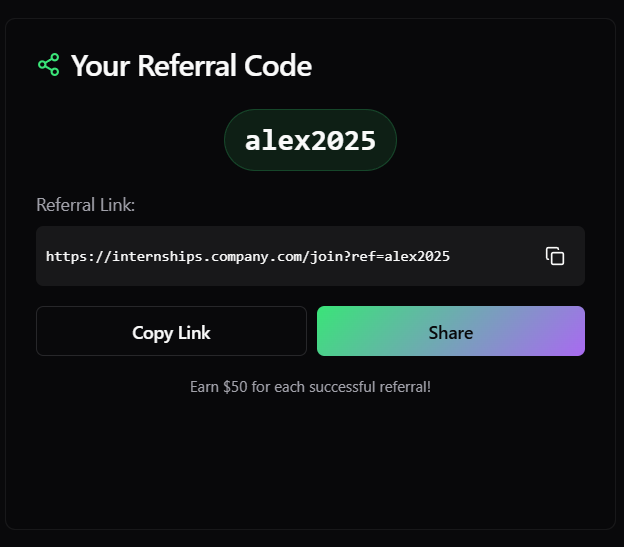 Your Referral Code
alex2025
Referral Link:
https://internships.company.com/join?ref=alex2025
Copy Link
Share
Earn $50 for each successful referral!